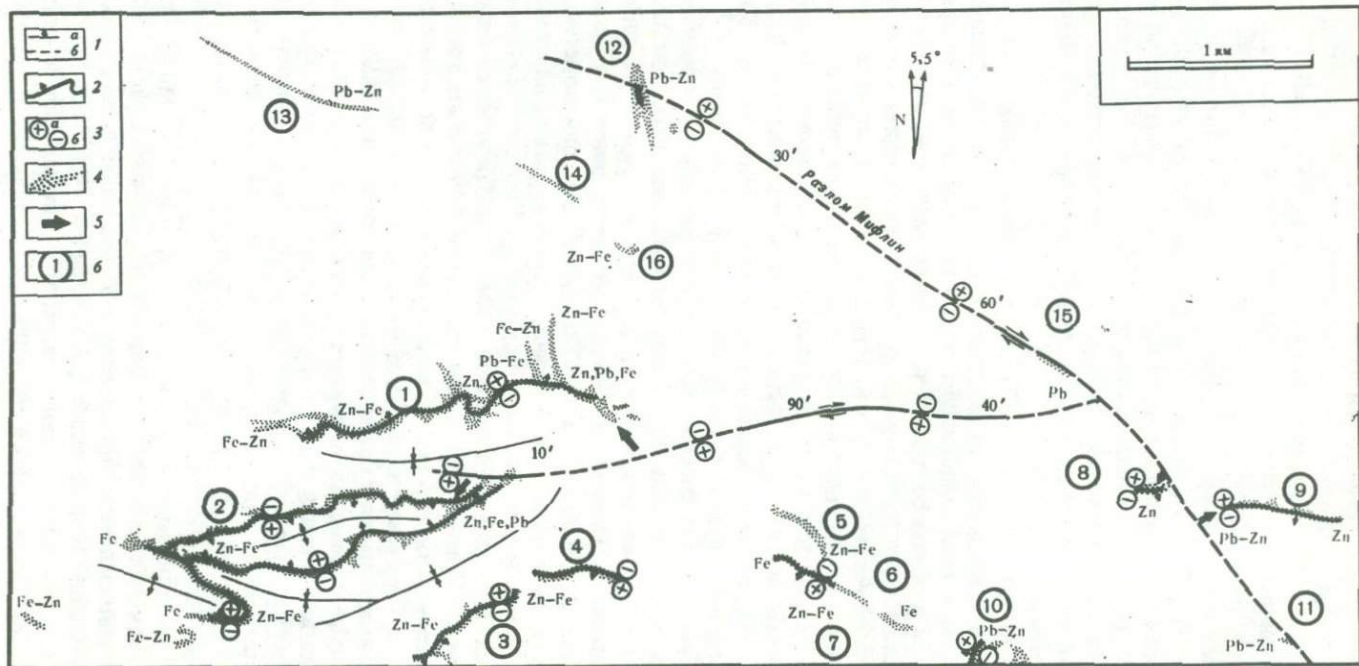 а 1
б
2
а 3
б
4
5
1 6
1 км
5,5°
N
12
Pb-Zn
Pb-Zn
13
14
30'
Разлом Мифлин
Zn-Fe
16
60'
15
Zn-Fe
Fe-Zn
Pb-Fe
Zn
Zn,Pb,Fe
1
Zn-Fe
Pb
90'
40'
Fe-Zn
10'
8
9
2
Zn
Zn,Fe,Pb
5
Pb-Zn
Zn
Fe
Zn-Fe
4
Zn-Fe
Fe
6
Fe-Zn
Fe
Zn-Fe
Zn-Fe
Zn-Fe
Fe
10
11
Fe-Zn
Zn-Fe
3
7
Pb-Zn
Pb-Zn